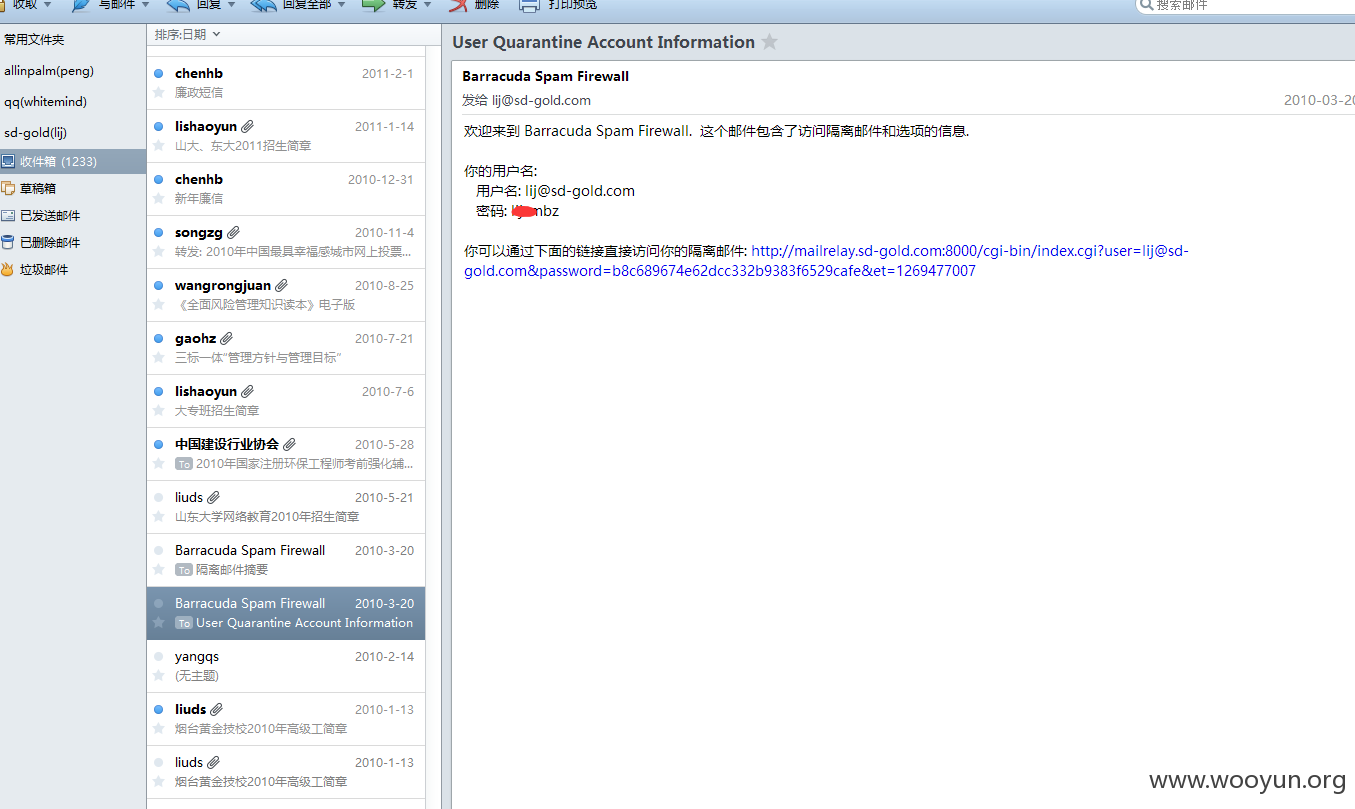 收取 写邮件 回复 回复全部 转发 删除 打印预览 搜索邮件
常用文件夹
allinpalm(peng)
qq(whitemind)
sd-gold(lij)
收件箱 (1233)
草稿箱
已发送邮件
已删除邮件
垃圾邮件
排序:日期
chenhb 2011-2-1
廉政短信
lishaoyun 2011-1-14
山大、东大2011招生简章
chenhb 2010-12-31
新年廉信
songzg 2010-11-4
转发: 2010年中国最具幸福感城市网上投票...
wangrongjuan 2010-8-25
《全面风险管理知识读本》电子版
gaohz 2010-7-21
三标一体“管理方针与管理目标”
lishaoyun 2010-7-6
大专班招生简章
中国建设行业协会 2010-5-28
To 2010年国家注册环保工程师考前强化辅...
liuds 2010-5-21
山东大学网络教育2010年招生简章
Barracuda Spam Firewall 2010-3-20
To 隔离邮件摘要
Barracuda Spam Firewall 2010-3-20
To User Quarantine Account Information
yangqs 2010-2-14
(无主题)
liuds 2010-1-13
烟台黄金技校2010年高级工简章
liuds 2010-1-13
烟台黄金技校2010年高级工简章
User Quarantine Account Information
Barracuda Spam Firewall
发给 lij@sd-gold.com 2010-03-20
欢迎来到 Barracuda Spam Firewall. 这个邮件包含了访问隔离邮件和选项的信息.
你的用户名:
用户名: lij@sd-gold.com
密码: mbz
你可以通过下面的链接直接访问你的隔离邮件: http://mailrelay.sd-gold.com:8000/cgi-bin/index.cgi?user=lij@sd-
gold.com&password=b8c689674e62dcc332b9383f6529cafe&et=1269477007
www.wooyun.org